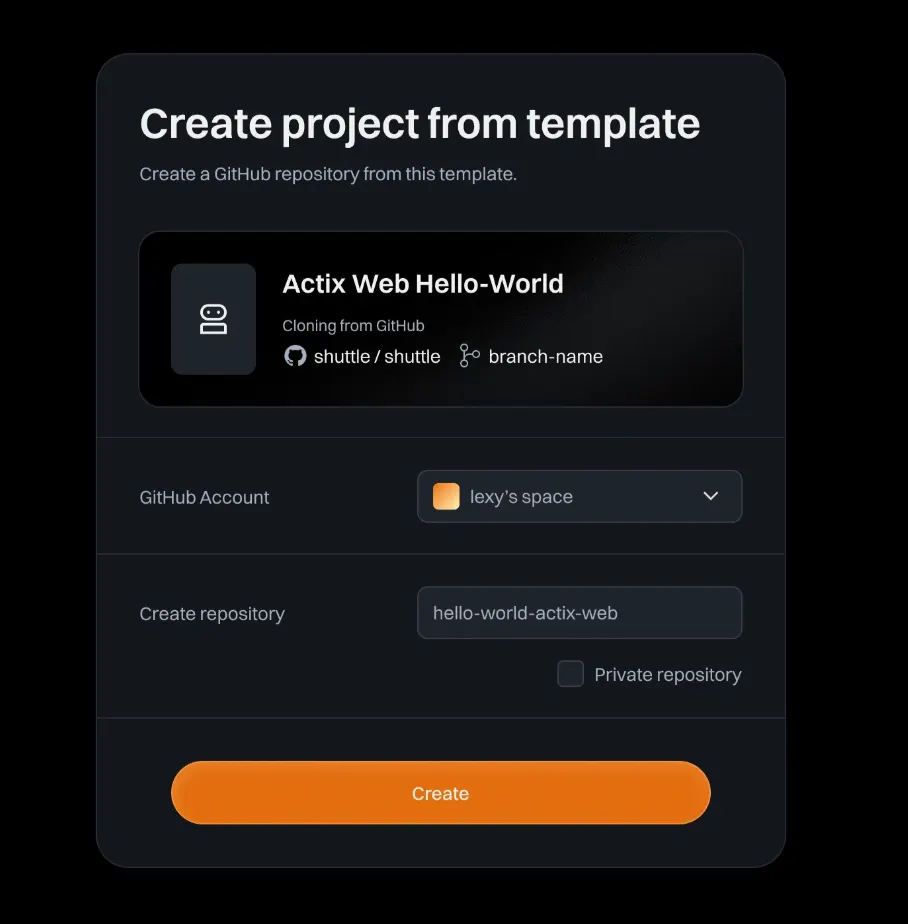 Create project from template
Create a GitHub repository from this template.
Actix Web Hello-World
Cloning from GitHub
shuttle / shuttle branch-name
GitHub Account lexy’s space
Create repository hello-world-actix-web
Private repository
Create